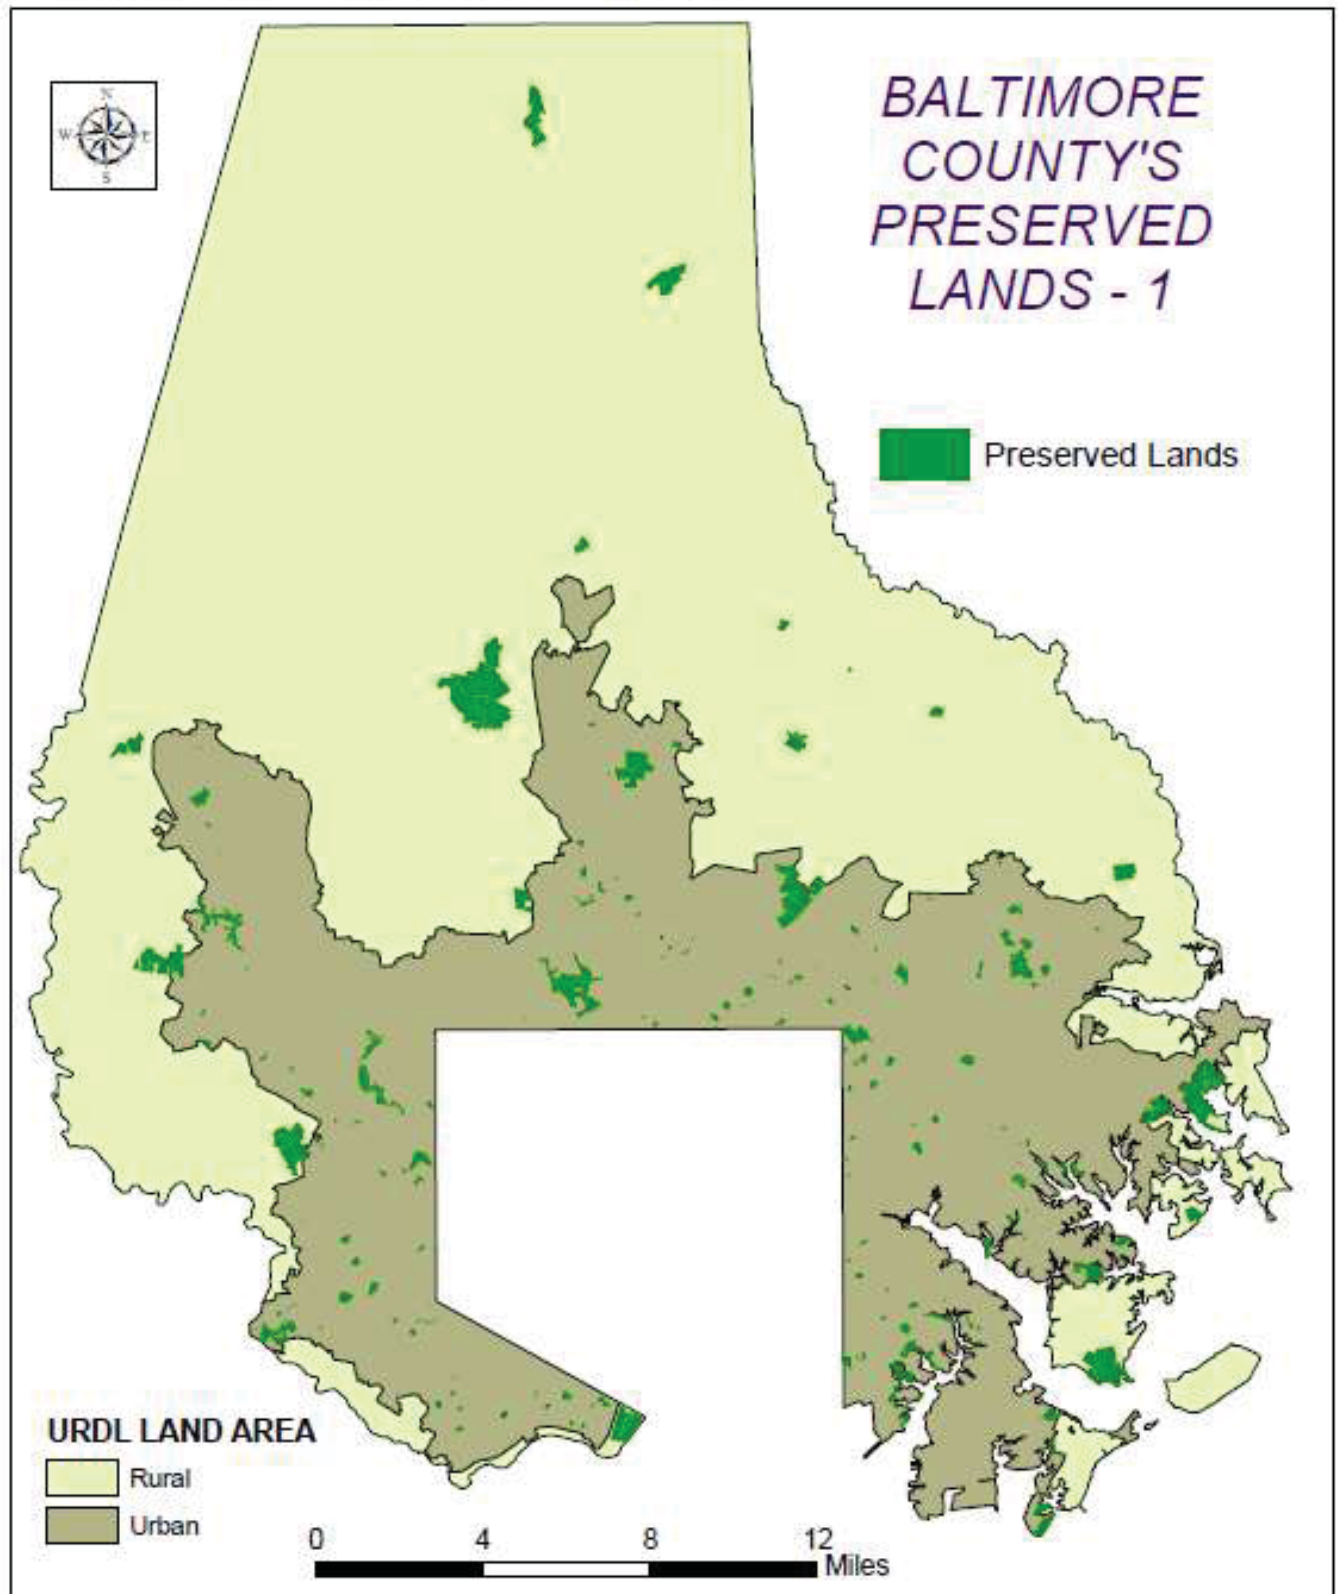 BALTIMORE
COUNTY'S
PRESERVED
LANDS - 1
N
W E
S
Preserved Lands
URDL LAND AREA
Rural
Urban
0 4 8 12
Miles